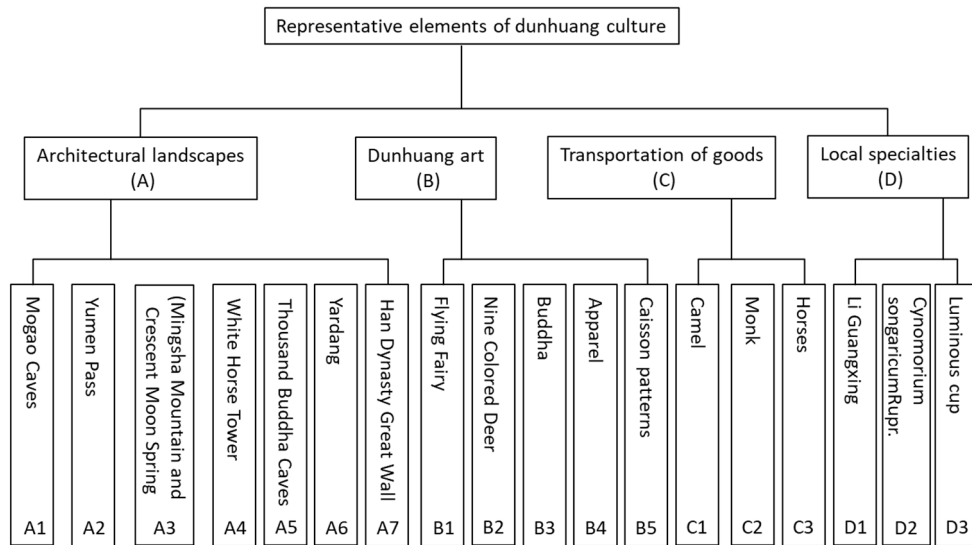 Representative elements of dunhuang culture
Architectural landscapes
(A)
Dunhuang art
(B)
Transportation of goods
(C)
Local specialties
(D)
Mogao Caves
A1
Yumen Pass
A2
(Mingsha Mountain and
Crescent Moon Spring
A3
White Horse Tower
A4
Thousand Buddha Caves
A5
Yardang
A6
Han Dynasty Great Wall
A7
Flying Fairy
B1
Nine Colored Deer
B2
Buddha
B3
Apparel
B4
Caisson patterns
B5
Camel
C1
Monk
C2
Horses
C3
Li Guangxing
D1
Cynomorium
songaricumRupr.
D2
Luminous cup
D3